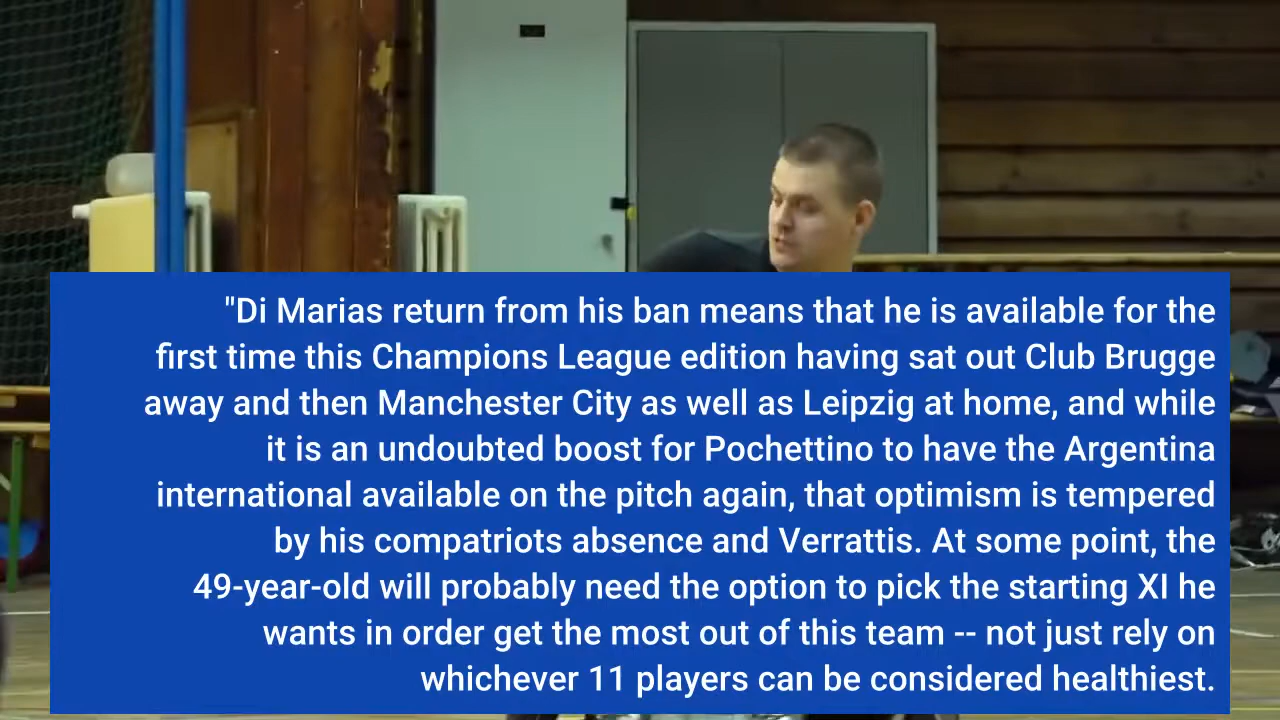 "Di Marias return from his ban means that he is available for the
first time this Champions League edition having sat out Club Brugge
away and then Manchester City as well as Leipzig at home, and while
it is an undoubted boost for Pochettino to have the Argentina
international available on the pitch again, that optimism is tempered
by his compatriots absence and Verrattis. At some point, the
49-year-old will probably need the option to pick the starting XI he
wants in order get the most out of this team -- not just rely on
whichever 11 players can be considered healthiest.